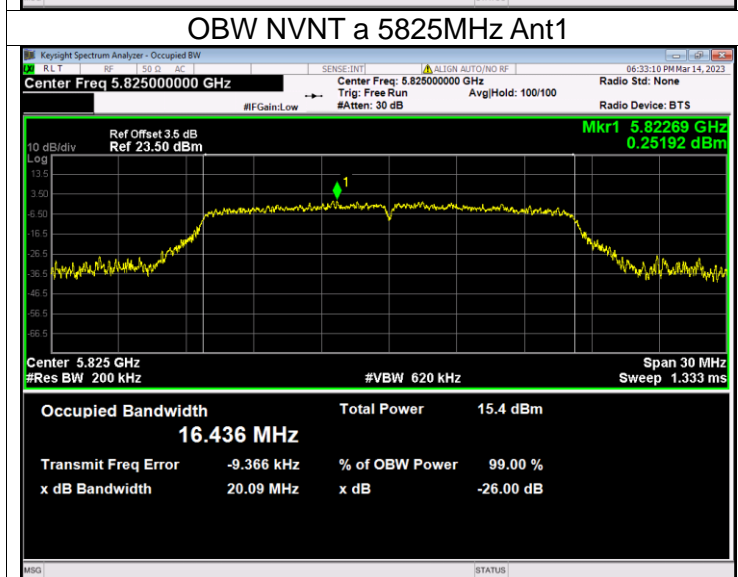 OBW NVNT a 5825MHz Ant1
Keysight Spectrum Analyzer - Occupied BW
RLT RF 50 Ω AC SENSE:INT ALIGN AUTO/NO RF 06:33:10 PM Mar 14, 2023
Center Freq 5.825000000 GHz Center Freq: 5.825000000 GHz Radio Std: None
Trig: Free Run Avg|Hold: 100/100
#IFGain:Low #Atten: 30 dB Radio Device: BTS
Mkr1 5.82269 GHz
0.25192 dBm
Ref Offset 3.5 dB
10 dB/div Ref 23.50 dBm
Log
13.5
1
3.50
-6.50
-16.5
-26.5
-36.5
-46.5
-56.5
-66.5
Center 5.825 GHz Span 30 MHz
#Res BW 200 kHz #VBW 620 kHz Sweep 1.333 ms
Occupied Bandwidth Total Power 15.4 dBm
16.436 MHz
Transmit Freq Error -9.366 kHz % of OBW Power 99.00 %
x dB Bandwidth 20.09 MHz x dB -26.00 dB
MSG STATUS